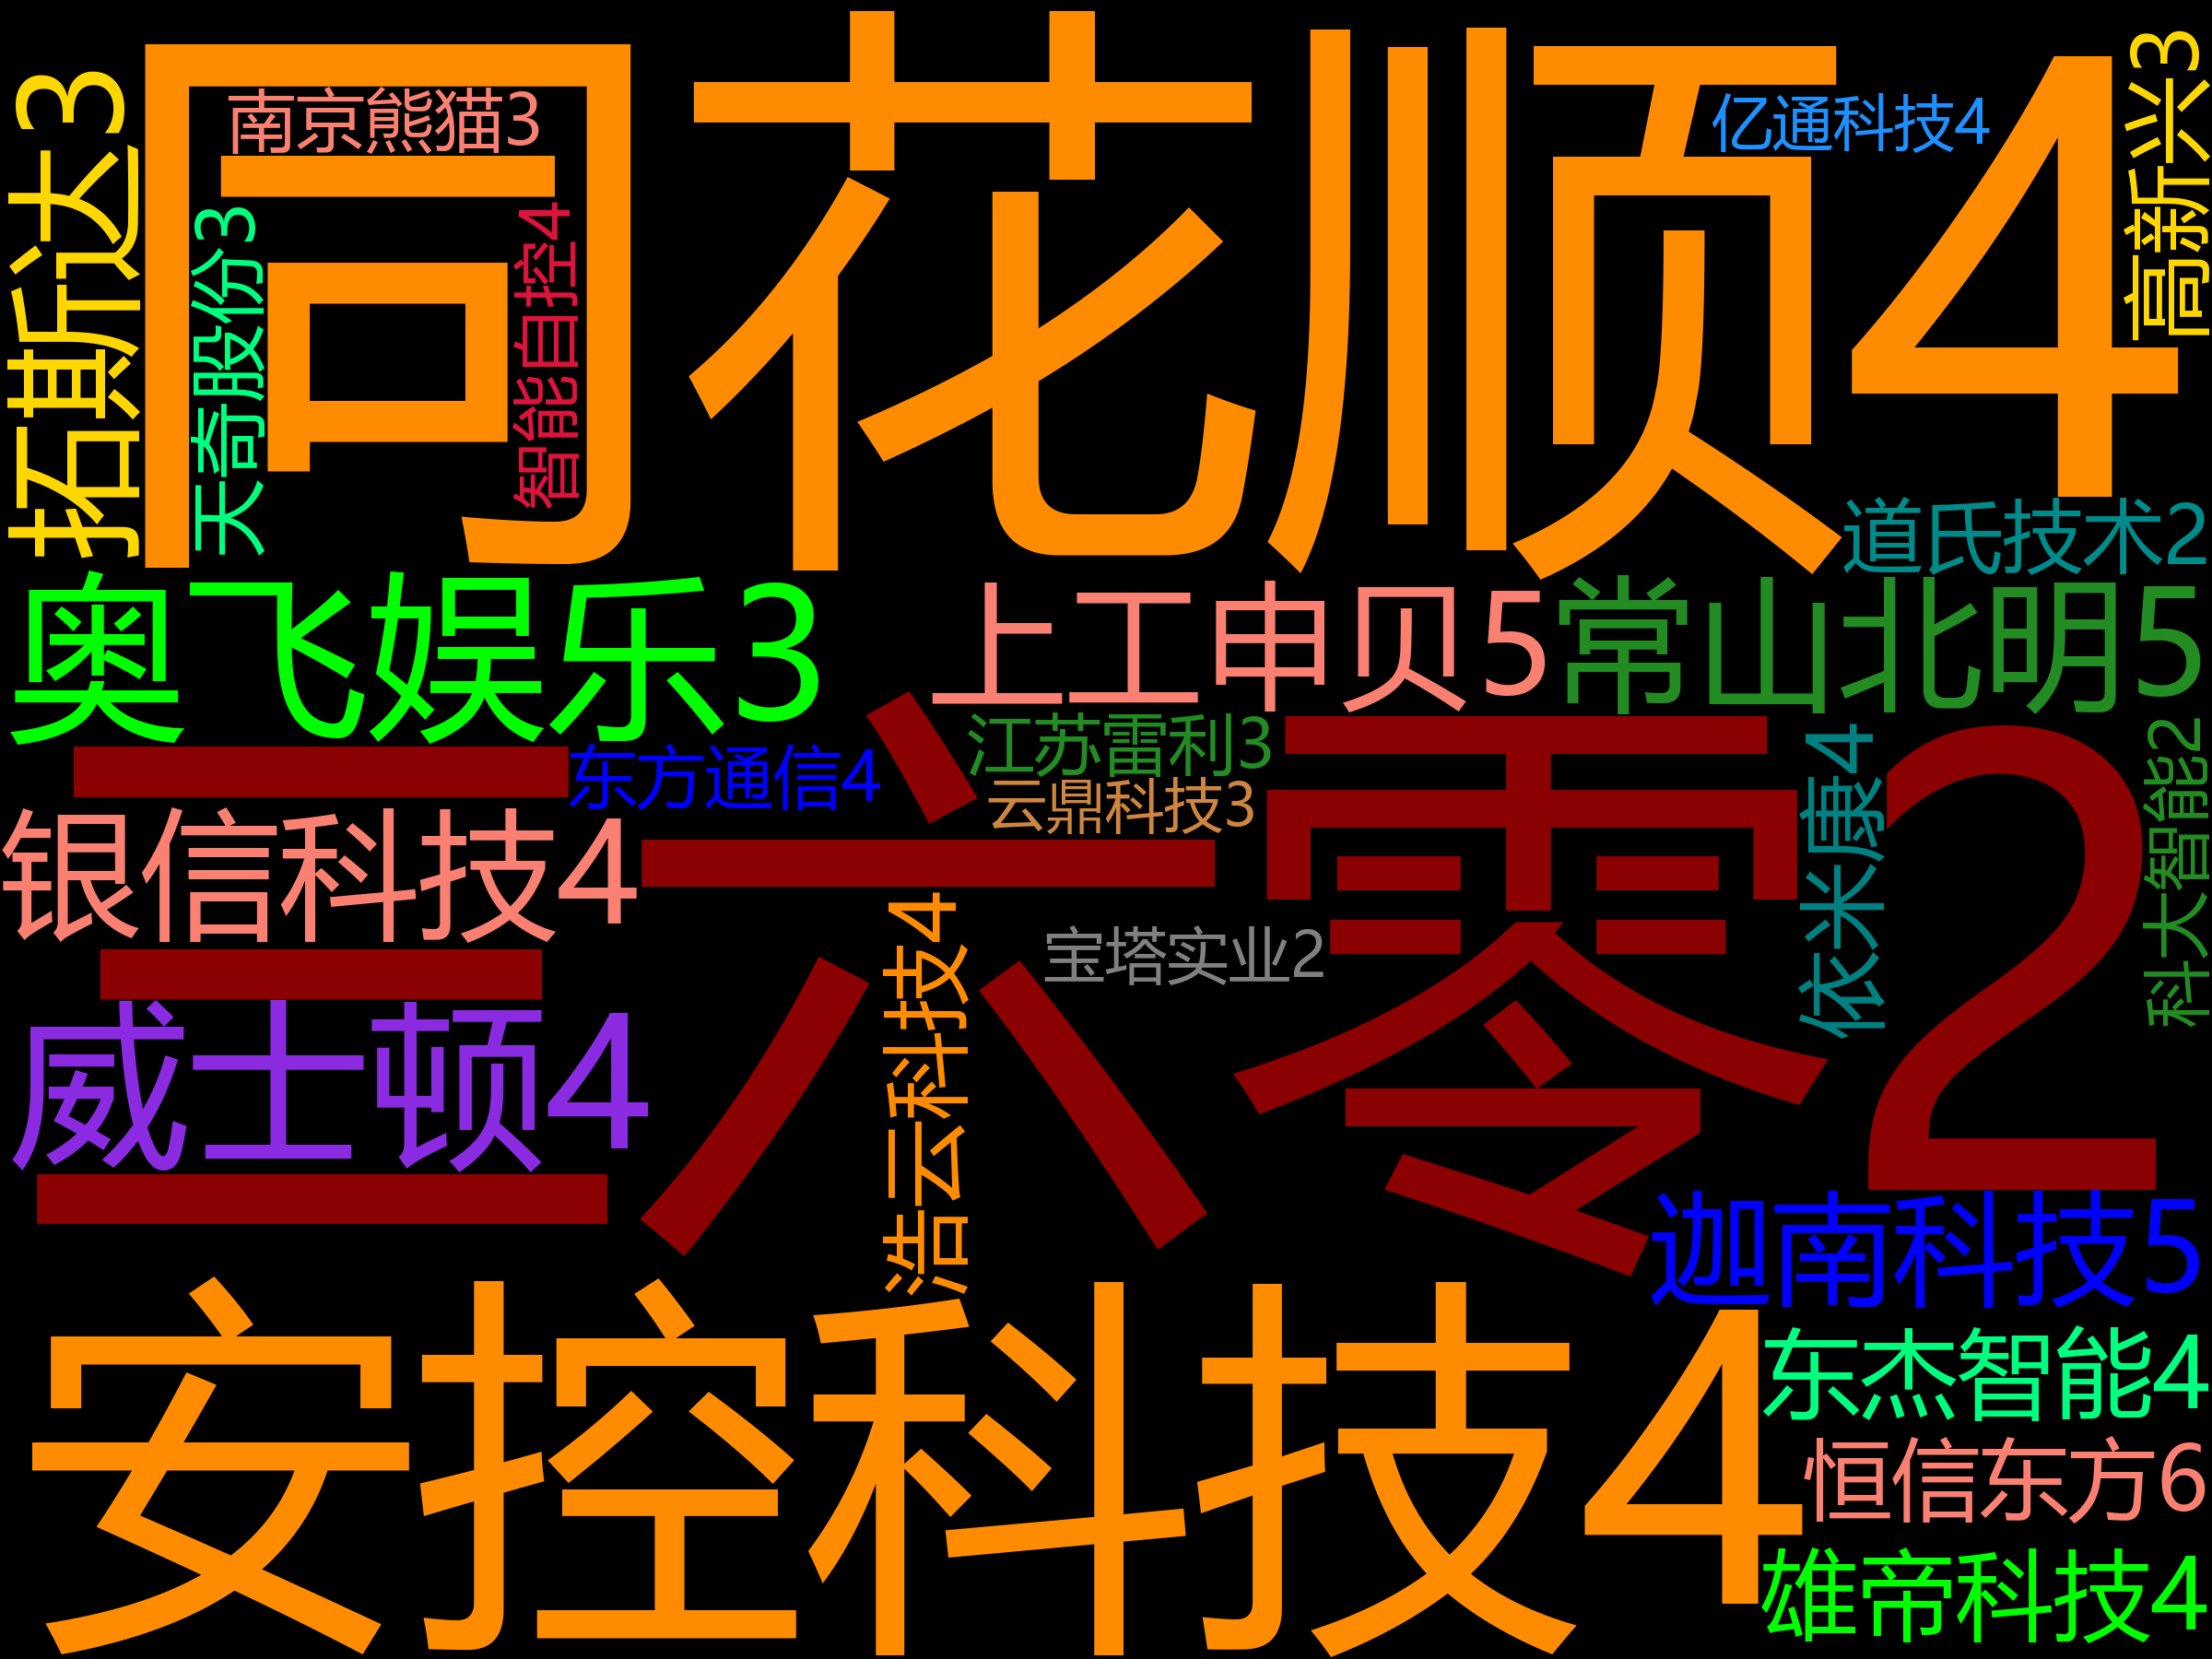 同花顺4
南京熊猫3
亿通科技4
高新兴3
拓斯达3
天奇股份3
智能自控4
道氏技术2
奥飞娱乐3
上工申贝5
常山北明5
三六零2
东方通信4
江苏雷利3
云鼎科技3
依米康4
科大智能2
银信科技4
浩云科技4
宝塔实业2
威士顿4
迦南科技5
安控科技4
东杰智能4
恒信东方6
雄帝科技4